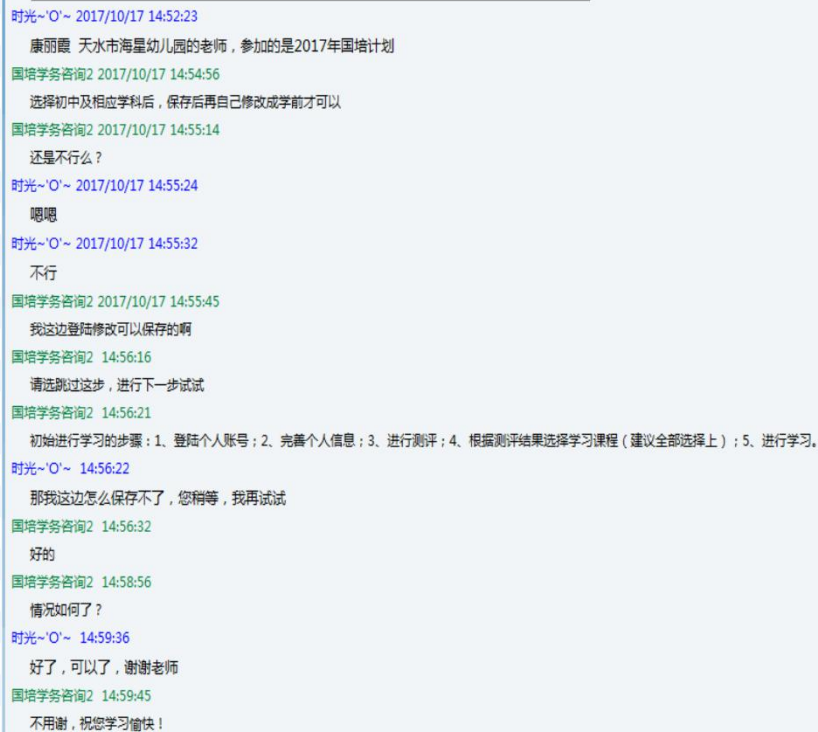 时光~'O'~ 2017/10/17 14:52:23
康丽霞  天水市海星幼儿园的老师，参加的是2017年国培计划
国培学务咨询2 2017/10/17 14:54:56
选择初中及相应学科后，保存后再自己修改成学前才可以
国培学务咨询2 2017/10/17 14:55:14
还是不行么？
时光~'O'~ 2017/10/17 14:55:24
嗯嗯
时光~'O'~ 2017/10/17 14:55:32
不行
国培学务咨询2 2017/10/17 14:55:45
我这边登陆修改可以保存的啊
国培学务咨询2  14:56:16
请选跳过这步，进行下一步试试
国培学务咨询2  14:56:21
初始进行学习的步骤：1、登陆个人账号；2、完善个人信息；3、进行测评；4、根据测评结果选择学习课程（建议全部选择上）；5、进行学习。
时光~'O'~  14:56:22
那我这边怎么保存不了，您稍等，我再试试
国培学务咨询2  14:56:32
好的
国培学务咨询2  14:58:56
情况如何了？
时光~'O'~  14:59:36
好了，可以了，谢谢老师
国培学务咨询2  14:59:45
不用谢，祝您学习愉快！